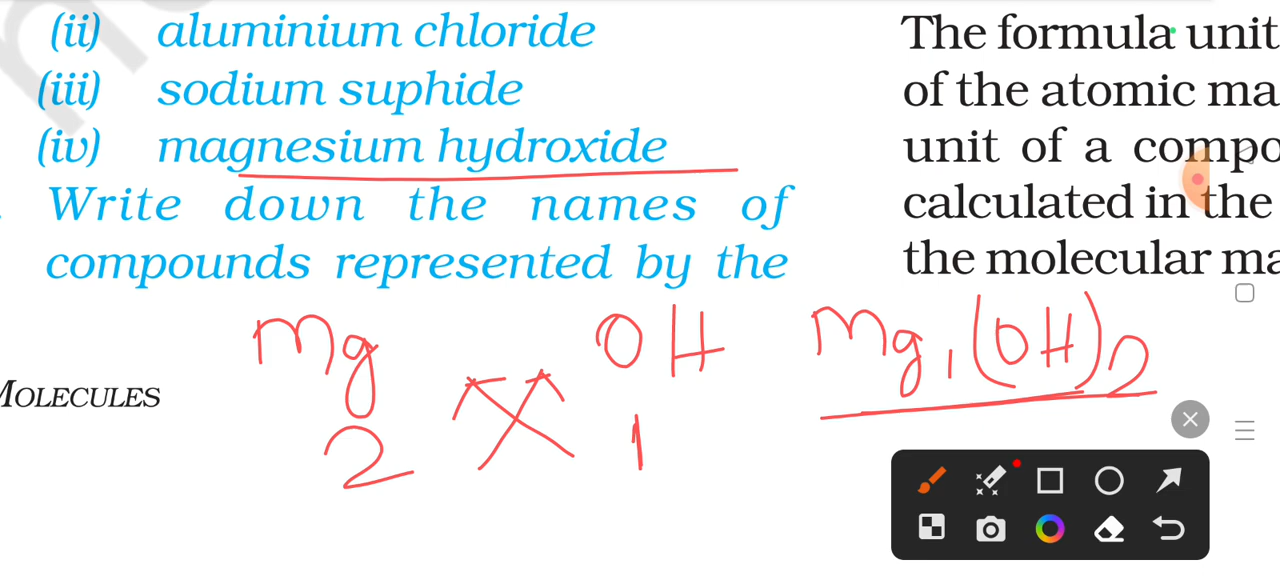 (ii) aluminium chloride
(iii) sodium suphide
(iv) magnesium hydroxide
Write down the names of
compounds represented by the
MOLECULES
The formula unit
of the atomic ma
unit of a compo
calculated in the
the molecular ma
Mg OH Mg1(OH)2
2 1